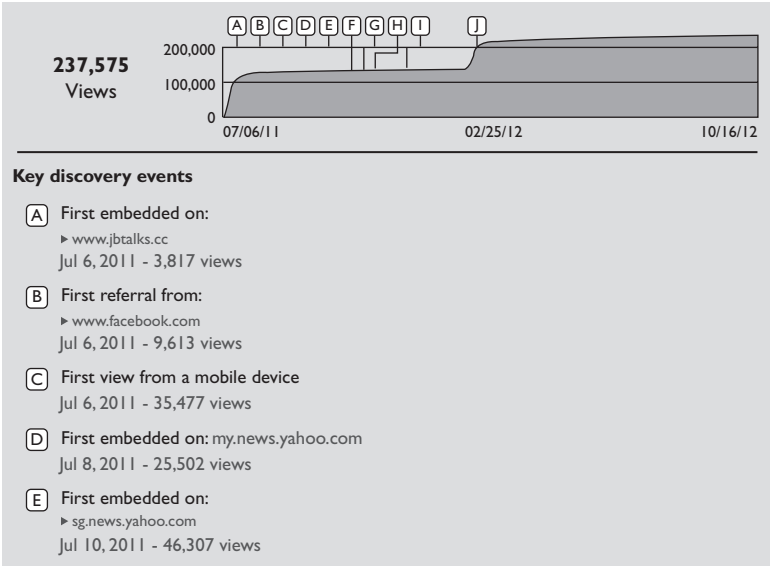 A B C D E F G H I J
237,575
Views
200,000
100,000
0
07/06/11 02/25/12 10/16/12
Key discovery events
A First embedded on:
▸ www.jbtalks.cc
Jul 6, 2011 - 3,817 views
B First referral from:
▸ www.facebook.com
Jul 6, 2011 - 9,613 views
C First view from a mobile device
Jul 6, 2011 - 35,477 views
D First embedded on: my.news.yahoo.com
Jul 8, 2011 - 25,502 views
E First embedded on:
▸ sg.news.yahoo.com
Jul 10, 2011 - 46,307 views